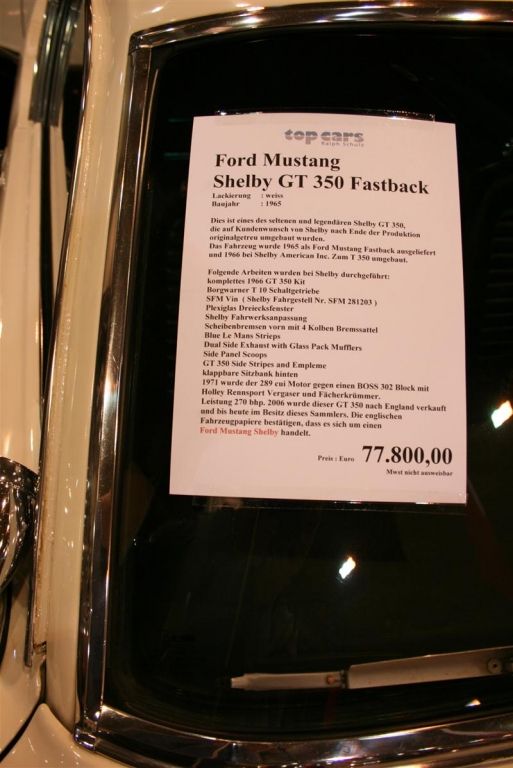 top cars
Ralph Schulz
Ford Mustang
Shelby GT 350 Fastback
Lackierung : weiss
Baujahr : 1965
Dies ist eines des seltenen und legendären Shelby GT 350,
die auf Kundenwunsch von Shelby nach Ende der Produktion
originalgetreu umgebaut wurden.
Das Fahrzeug wurde 1965 als Ford Mustang Fastback ausgeliefert
und 1966 bei Shelby American Inc. Zum T 350 umgebaut.
Folgende Arbeiten wurden bei Shelby durchgeführt:
komplettes 1966 GT 350 Kit
Borgwarner T 10 Schaltgetriebe
SFM Vin ( Shelby Fahrgestell Nr. SFM 281203 )
Plexiglas Dreiecksfenster
Shelby Fahrwerksanpassung
Scheibenbremsen vorn mit 4 Kolben Bremssattel
Blue Le Mans Strieps
Dual Side Exhaust with Glass Pack Mufflers
Side Panel Scoops
GT 350 Side Stripes and Empleme
klappbare Sitzbank hinten
1971 wurde der 289 cui Motor gegen einen BOSS 302 Block mit
Holley Rennsport Vergaser und Fächerkrümmer.
Leistung 270 bhp. 2006 wurde dieser GT 350 nach England verkauft
und bis heute im Besitz dieses Sammlers. Die englischen
Fahrzeugpapiere bestätigen, dass es sich um einen
Ford Mustang Shelby handelt.
Preis : Euro 77.800,00
Mwst nicht ausweisbar